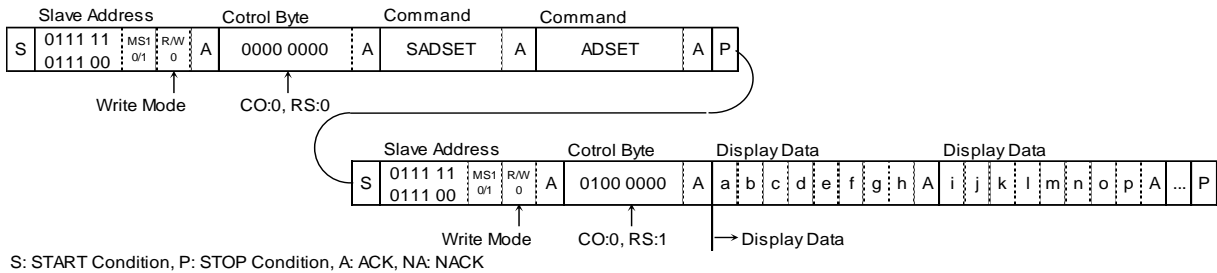 Slave Address Cotrol Byte Command Command
S 0111 11 0111 00 MS1 0/1 R/W 0 A 0000 0000 A SADSET A ADSET A P
Write Mode CO:0, RS:0
Slave Address Cotrol Byte Display Data Display Data
S 0111 11 0111 00 MS1 0/1 R/W 0 A 0100 0000 A a b c d e f g h A i j k l m n o p A ... P
Write Mode CO:0, RS:1 Display Data
S: START Condition, P: STOP Condition, A: ACK, NA: NACK